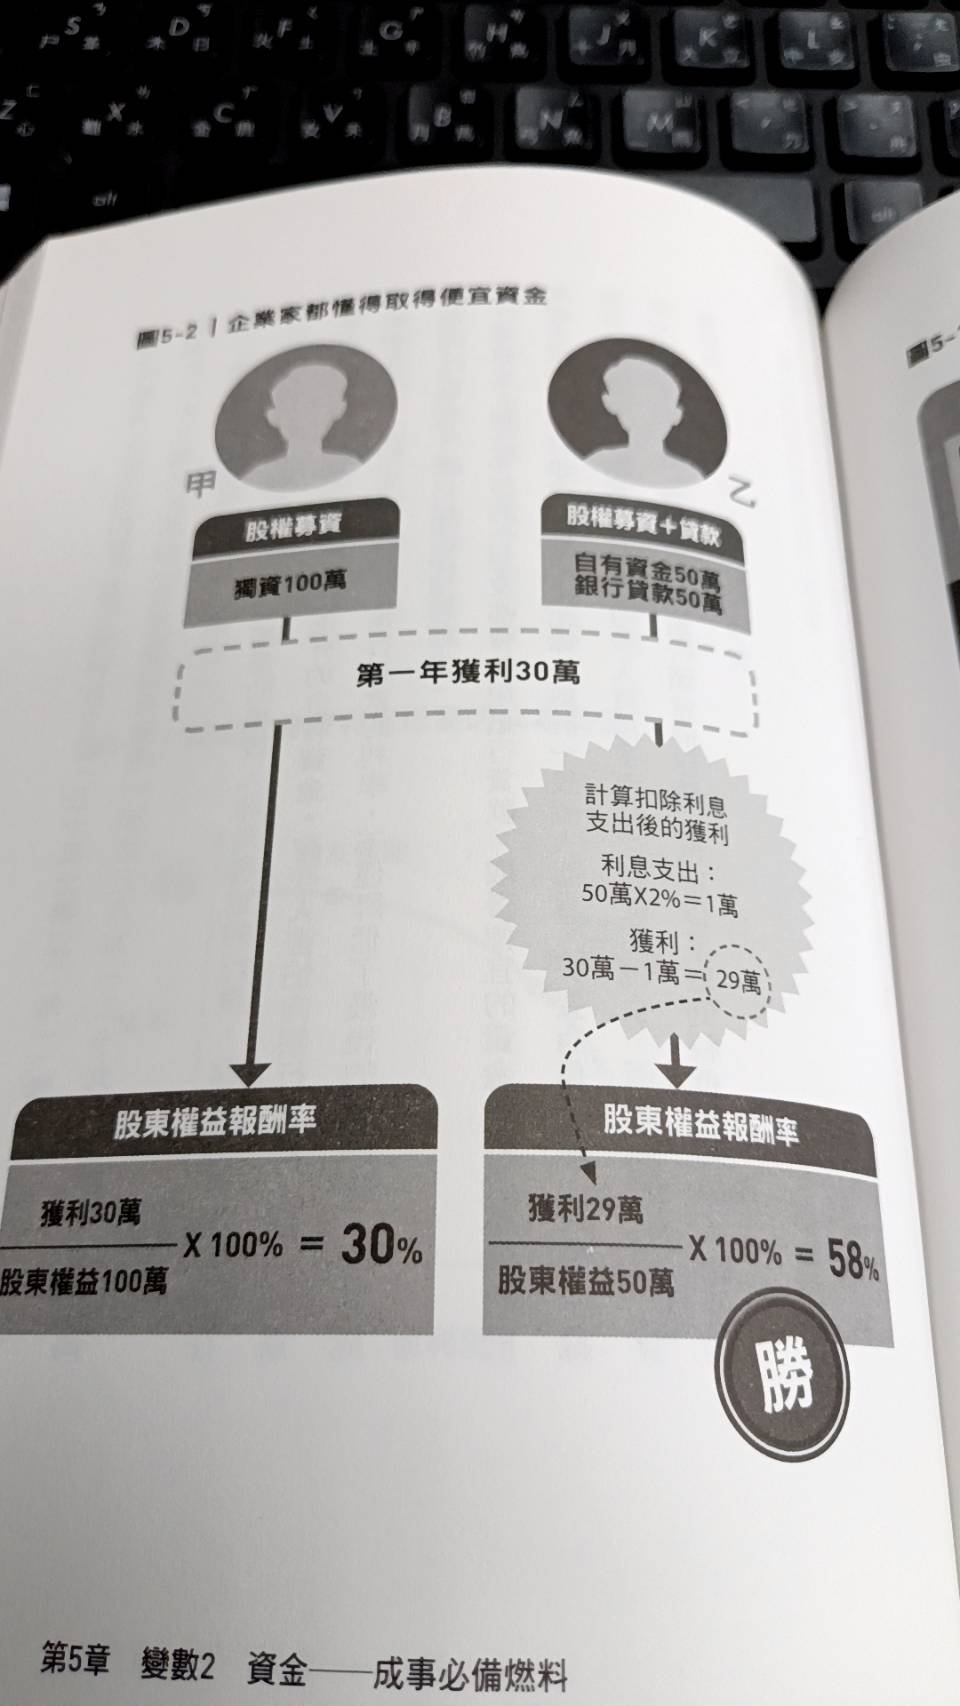 S
D
F
G
H
J
K
L
Z
X
C
V
B
N
M
alt
alt
圖5-2 | 企業家都懂得取得便宜資金
圖5-
甲
乙
股權募資
獨資100萬
股權募資+貸款
自有資金50萬
銀行貸款50萬
第一年獲利30萬
計算扣除利息
支出後的獲利
利息支出：
50萬X2%=1萬
獲利：
30萬-1萬=29萬
股東權益報酬率
獲利30萬
股東權益100萬
X 100% = 30%
股東權益報酬率
獲利29萬
股東權益50萬
X 100% = 58%
勝
第5章 變數2 資金——成事必備燃料